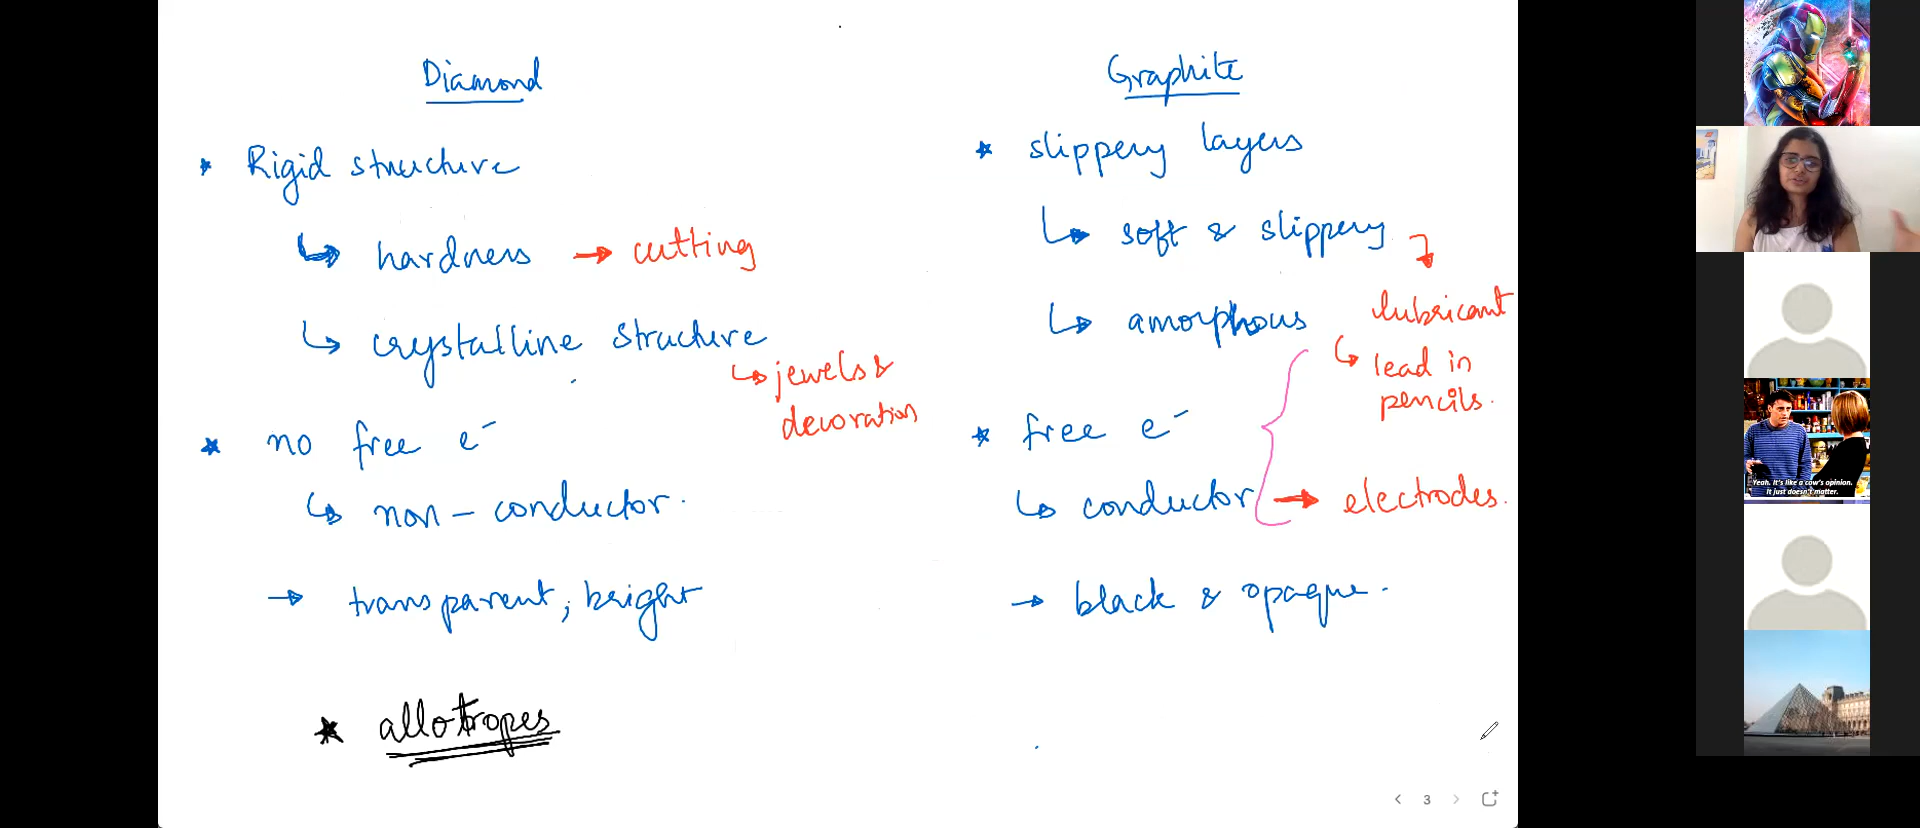 Diamond
* Rigid structure
↳ hardness → cutting
↳ crystalline structure
↳ jewels &
decoration
* no free e⁻
↳ non-conductor.
→ transparent; bright
* allotropes
Graphite
* slippery layers
↳ soft & slippery
↳ amorphous
lubricant
↳ lead in
pencils.
* free e⁻
↳ conductor → electrodes.
→ black & opaque.
Yeah. It's like a cow's opinion.
It just doesn't matter.
< 3 >